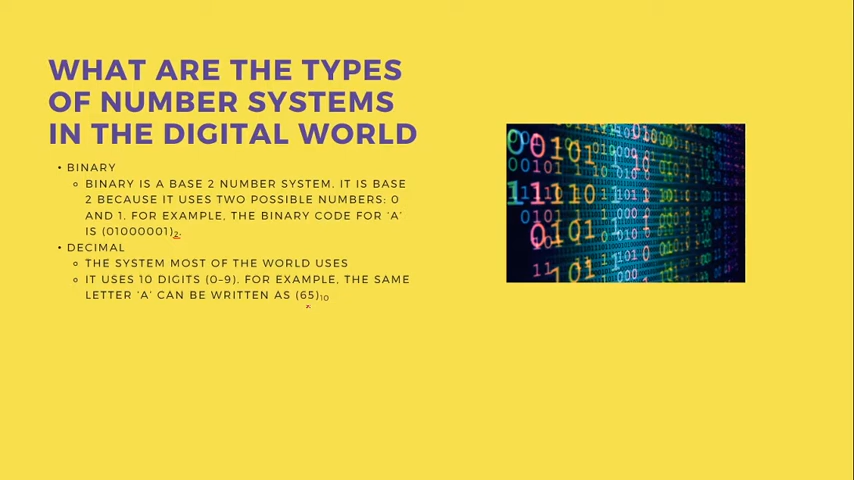 WHAT ARE THE TYPES
OF NUMBER SYSTEMS
IN THE DIGITAL WORLD
• BINARY
◦ BINARY IS A BASE 2 NUMBER SYSTEM. IT IS BASE
2 BECAUSE IT USES TWO POSSIBLE NUMBERS: 0
AND 1. FOR EXAMPLE, THE BINARY CODE FOR 'A'
IS (01000001)₂.
• DECIMAL
◦ THE SYSTEM MOST OF THE WORLD USES
◦ IT USES 10 DIGITS (0–9). FOR EXAMPLE, THE SAME
LETTER 'A' CAN BE WRITTEN AS (65)₁₀